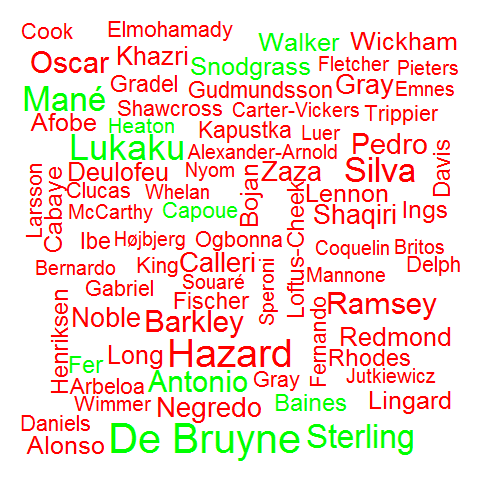 Cook Elmohamady
Walker Wickham
Oscar Khazri Snodgrass Fletcher Pieters
Gradel Gudmundsson Gray Emnes
Mané Shawcross Carter-Vickers Trippier
Afobe Heaton Kapustka Luer Pedro
Lukaku Alexander-Arnold Davis
Larsson Cabaye Deulofeu Nyom Zaza Silva
Clucas Whelan Bojan Lennon
McCarthy Capoue Loftus-Cheek Shaqiri Ings
Ibe Højbjerg Ogbonna Coquelin Britos
Bernardo King Calleri Speroni Mannone Delph
Gabriel Souaré
Fischer
Henriksen Noble Barkley Fernando Ramsey
Redmond
Fer Long Hazard Rhodes
Arbeloa Antonio Gray Jutkiewicz
Wimmer Negredo Baines Lingard
Daniels
Alonso De Bruyne Sterling